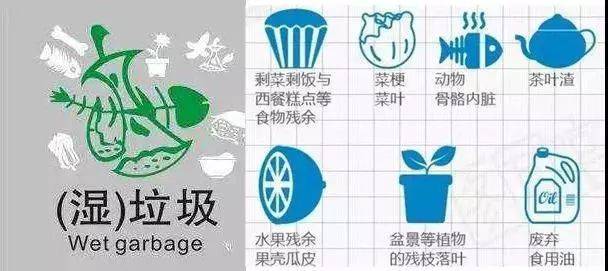 (湿)垃圾
Wet garbage
剩菜剩饭与
西餐糕点等
食物残余
菜梗
菜叶
动物
骨骼内脏
茶叶渣
水果残余
果壳瓜皮
盆景等植物
的残枝落叶
Oil
废弃
食用油